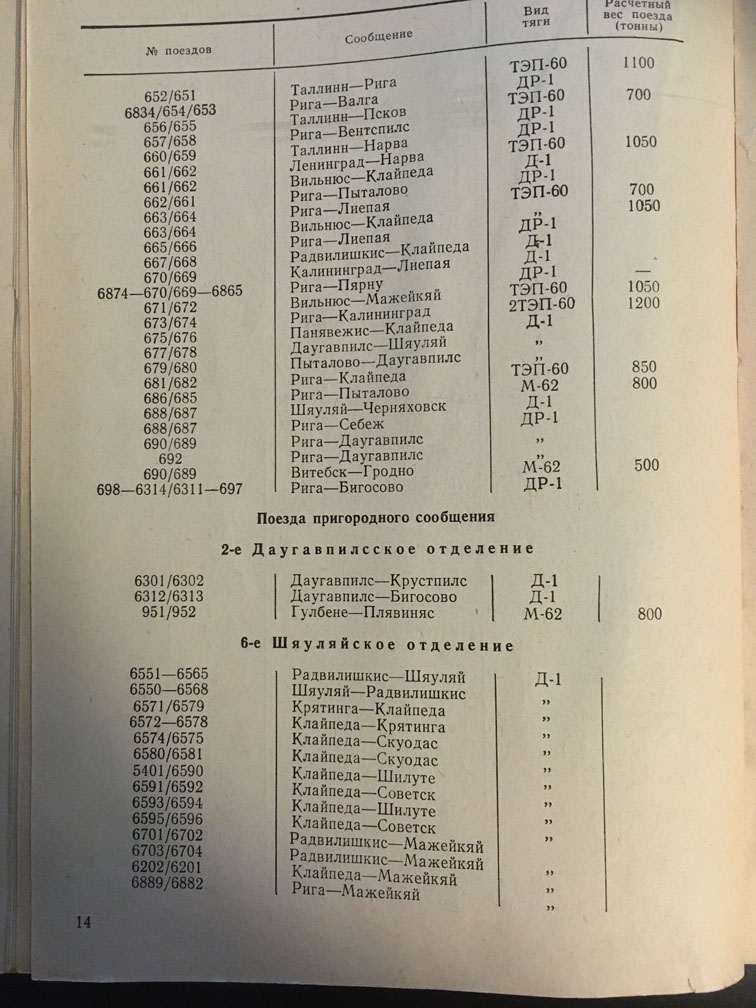 № поездов Сообщение Вид тяги Расчетный вес поезда (тонны)
652/651 Таллинн—Рига ТЭП-60 1100
6834/654/653 Рига—Валга ДР-1
656/655 Таллинн—Псков ТЭП-60 700
657/658 Рига—Вентспилс ДР-1
660/659 Таллинн—Нарва ДР-1
661/662 Ленинград—Нарва ТЭП-60 1050
661/662 Вильнюс—Клайпеда Д-1
662/661 Рига—Пыталово ДР-1
663/664 Рига—Лиепая ТЭП-60 700
663/664 Вильнюс—Клайпеда „ 1050
665/666 Рига—Лиепая ДР-1
667/668 Радвилишкис—Клайпеда Д-1
670/669 Калининград—Лиепая Д-1
6874—670/669—6865 Рига—Пярну ДР-1 —
671/672 Вильнюс—Мажейкяй ТЭП-60 1050
673/674 Рига—Калининград 2ТЭП-60 1200
675/676 Панявежис—Клайпеда Д-1
677/678 Даугавпилс—Шяуляй „
679/680 Пыталово—Даугавпилс „
681/682 Рига—Клайпеда ТЭП-60 850
686/685 Рига—Пыталово М-62 800
688/687 Шяуляй—Черняховск Д-1
688/687 Рига—Себеж ДР-1
690/689 Рига—Даугавпилс „
692 Рига—Даугавпилс „
690/689 Витебск—Гродно М-62 500
698—6314/6311—697 Рига—Бигосово ДР-1
Поезда пригородного сообщения
2-е Даугавпилсское отделение
6301/6302 Даугавпилс—Крустпилс Д-1
6312/6313 Даугавпилс—Бигосово Д-1
951/952 Гулбене—Плявиняс М-62 800
6-е Шяуляйское отделение
6551—6565 Радвилишкис—Шяуляй Д-1
6550—6568 Шяуляй—Радвилишкис „
6571/6579 Крятинга—Клайпеда „
6572—6578 Клайпеда—Крятинга „
6574/6575 Клайпеда—Скуодас „
6580/6581 Клайпеда—Скуодас „
5401/6590 Клайпеда—Шилуте „
6591/6592 Клайпеда—Советск „
6593/6594 Клайпеда—Шилуте „
6595/6596 Клайпеда—Советск „
6701/6702 Радвилишкис—Мажейкяй
6703/6704 Радвилишкис—Мажейкяй „
6202/6201 Клайпеда—Мажейкяй „
6889/6882 Рига—Мажейкяй „
14